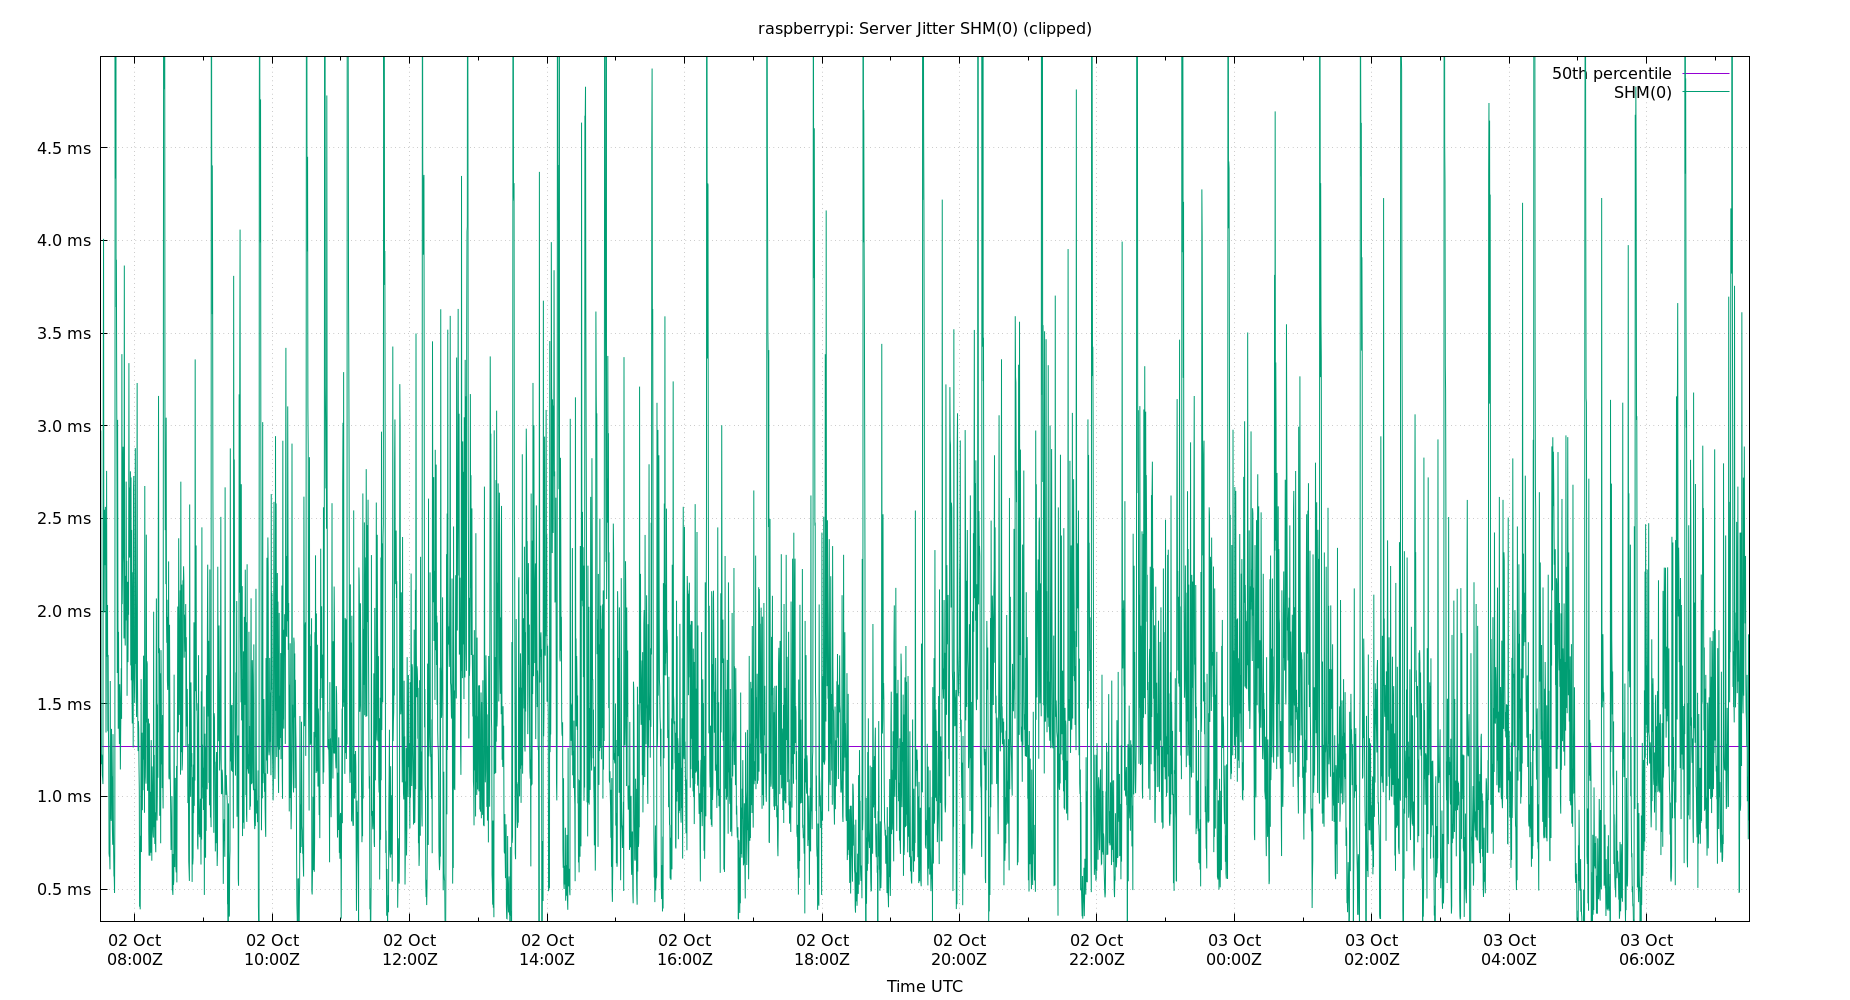 raspberrypi: Server Jitter SHM(0) (clipped)
50th percentile
SHM(0)
4.5 ms
4.0 ms
3.5 ms
3.0 ms
2.5 ms
2.0 ms
1.5 ms
1.0 ms
0.5 ms
02 Oct 02 Oct 02 Oct 02 Oct 02 Oct 02 Oct 02 Oct 02 Oct 03 Oct 03 Oct 03 Oct 03 Oct
08:00Z 10:00Z 12:00Z 14:00Z 16:00Z 18:00Z 20:00Z 22:00Z 00:00Z 02:00Z 04:00Z 06:00Z
Time UTC